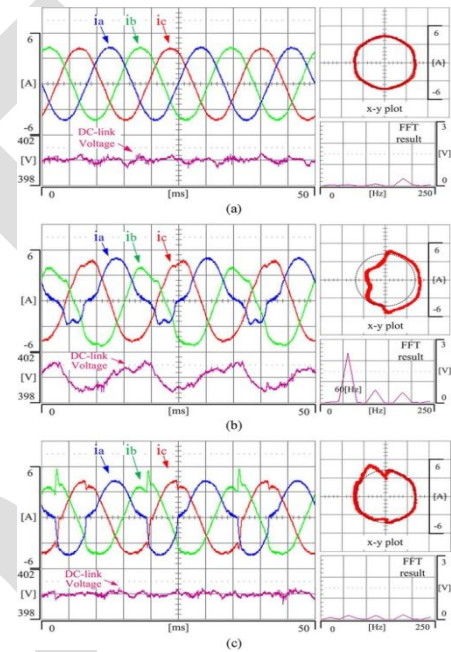 ia ib ic
6
[A]
-6
402
[V]
398
DC-link
Voltage
0 [ms] 50
6
[A]
-6
x-y plot
FFT
result
3
[V]
0
0 [Hz] 250
(a)
ia ib ic
6
[A]
-6
402
[V]
398
DC-link
Voltage
0 [ms] 50
6
[A]
-6
x-y plot
FFT
result
60[Hz]
3
[V]
0
0 [Hz] 250
(b)
ia ib ic
6
[A]
-6
402
[V]
398
DC-link
Voltage
0 [ms] 50
6
[A]
-6
x-y plot
FFT
result
3
[V]
0
0 [Hz] 250
(c)